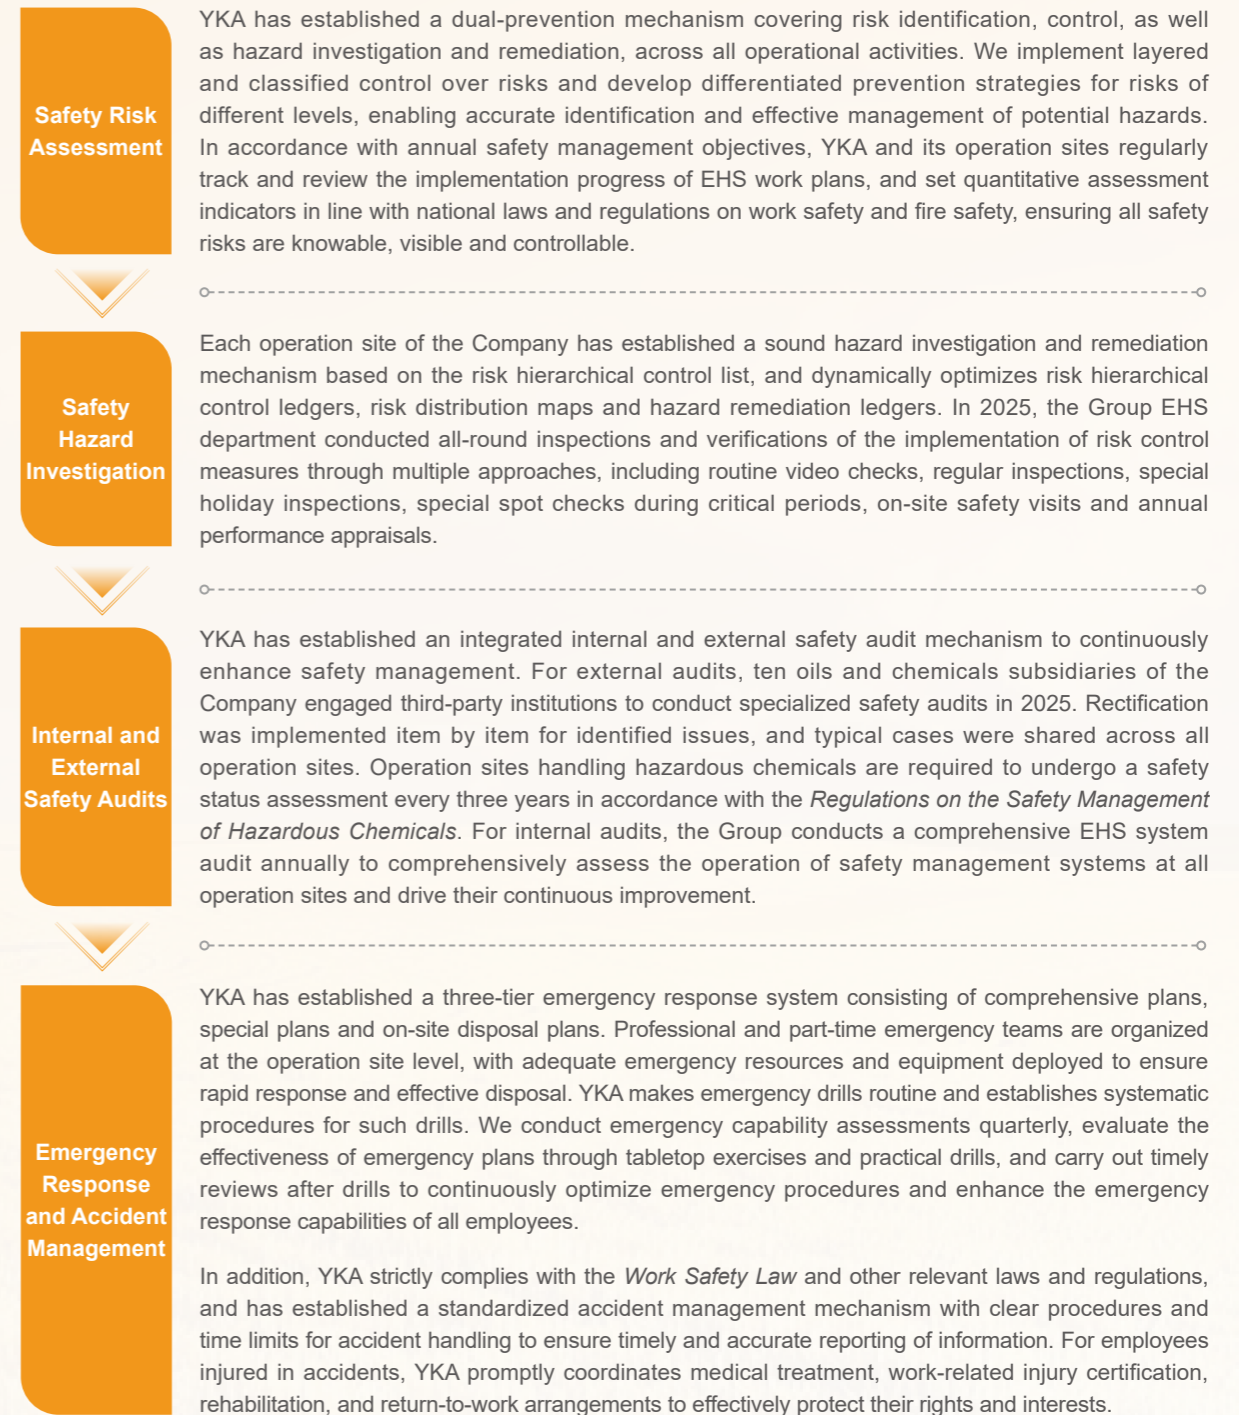 Safety Risk
Assessment
YKA has established a dual-prevention mechanism covering risk identification, control, as well
as hazard investigation and remediation, across all operational activities. We implement layered
and classified control over risks and develop differentiated prevention strategies for risks of
different levels, enabling accurate identification and effective management of potential hazards.
In accordance with annual safety management objectives, YKA and its operation sites regularly
track and review the implementation progress of EHS work plans, and set quantitative assessment
indicators in line with national laws and regulations on work safety and fire safety, ensuring all safety
risks are knowable, visible and controllable.
Safety
Hazard
Investigation
Each operation site of the Company has established a sound hazard investigation and remediation
mechanism based on the risk hierarchical control list, and dynamically optimizes risk hierarchical
control ledgers, risk distribution maps and hazard remediation ledgers. In 2025, the Group EHS
department conducted all-round inspections and verifications of the implementation of risk control
measures through multiple approaches, including routine video checks, regular inspections, special
holiday inspections, special spot checks during critical periods, on-site safety visits and annual
performance appraisals.
Internal and
External
Safety Audits
YKA has established an integrated internal and external safety audit mechanism to continuously
enhance safety management. For external audits, ten oils and chemicals subsidiaries of the
Company engaged third-party institutions to conduct specialized safety audits in 2025. Rectification
was implemented item by item for identified issues, and typical cases were shared across all
operation sites. Operation sites handling hazardous chemicals are required to undergo a safety
status assessment every three years in accordance with the Regulations on the Safety Management
of Hazardous Chemicals. For internal audits, the Group conducts a comprehensive EHS system
audit annually to comprehensively assess the operation of safety management systems at all
operation sites and drive their continuous improvement.
Emergency
Response
and Accident
Management
YKA has established a three-tier emergency response system consisting of comprehensive plans,
special plans and on-site disposal plans. Professional and part-time emergency teams are organized
at the operation site level, with adequate emergency resources and equipment deployed to ensure
rapid response and effective disposal. YKA makes emergency drills routine and establishes systematic
procedures for such drills. We conduct emergency capability assessments quarterly, evaluate the
effectiveness of emergency plans through tabletop exercises and practical drills, and carry out timely
reviews after drills to continuously optimize emergency procedures and enhance the emergency
response capabilities of all employees.
In addition, YKA strictly complies with the Work Safety Law and other relevant laws and regulations,
and has established a standardized accident management mechanism with clear procedures and
time limits for accident handling to ensure timely and accurate reporting of information. For employees
injured in accidents, YKA promptly coordinates medical treatment, work-related injury certification,
rehabilitation, and return-to-work arrangements to effectively protect their rights and interests.